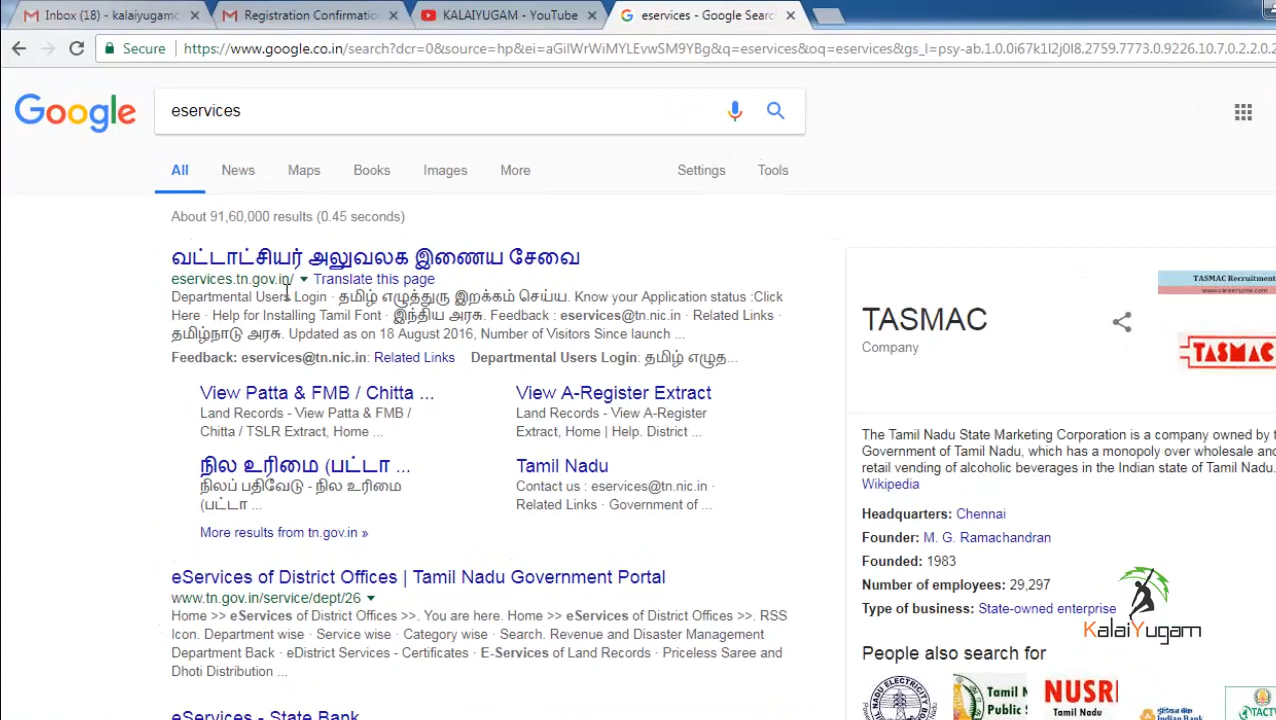 Inbox (18) - kalaiyugamc
Registration Confirmatio
KALAIYUGAM - YouTube
eservices - Google Searc
Secure https://www.google.co.in/search?dcr=0&source=hp&ei=aGilWrWiMYLEvwSM9YBg&q=eservices&oq=eservices&gs_l=psy-ab.1.0.0i67k1l2j0l8.2759.7773.0.9226.10.7.0.2.2.0.2
Google
eservices
All News Maps Books Images More Settings Tools
About 91,60,000 results (0.45 seconds)
வட்டாட்சியர் அலுவலக இணைய சேவை
eservices.tn.gov.in/ Translate this page
Departmental Users Login · தமிழ் எழுத்துரு இறக்கம் செய்ய. Know your Application status :Click
Here · Help for Installing Tamil Font · இந்திய அரசு. Feedback : eservices@tn.nic.in · Related Links ·
தமிழ்நாடு அரசு. Updated as on 18 August 2016, Number of Visitors Since launch ...
Feedback: eservices@tn.nic.in: Related Links Departmental Users Login: தமிழ் எழுத...
View Patta & FMB / Chitta ...
Land Records - View Patta & FMB /
Chitta / TSLR Extract, Home ...
View A-Register Extract
Land Records - View A-Register
Extract, Home | Help. District ...
நில உரிமை (பட்டா ...
நிலப் பதிவேடு - நில உரிமை
(பட்டா ...
Tamil Nadu
Contact us : eservices@tn.nic.in ·
Related Links · Government of ...
More results from tn.gov.in »
eServices of District Offices | Tamil Nadu Government Portal
www.tn.gov.in/service/dept/26
Home >> eServices of District Offices >>. You are here. Home >> eServices of District Offices >>. RSS
Icon. Department wise · Service wise · Category wise · Search. Revenue and Disaster Management
Department Back · eDistrict Services - Certificates · E-Services of Land Records · Priceless Saree and
Dhoti Distribution ...
eServices - State Bank
TASMAC Recruitment
www.careerszine.com
TASMAC
TASMAC
Company
The Tamil Nadu State Marketing Corporation is a company owned by t
Government of Tamil Nadu, which has a monopoly over wholesale and
retail vending of alcoholic beverages in the Indian state of Tamil Nadu.
Wikipedia
Headquarters: Chennai
Founder: M. G. Ramachandran
Founded: 1983
Number of employees: 29,297
Type of business: State-owned enterprise
KalaiYugam
People also search for
Tamil N
Public S
NUSRI
Tamil Nadu
Indian Bank
TACTV